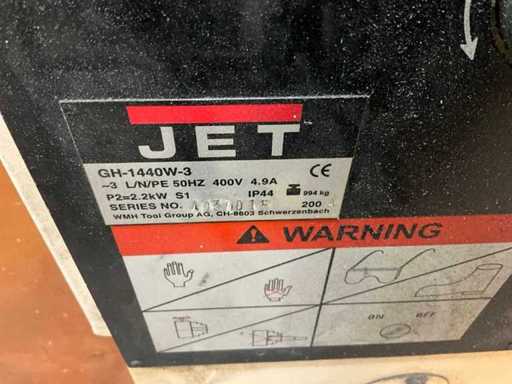 JET
GH-1440W-3
CE
~3 L/N/PE 50HZ 400V 4.9A
P2=2.2kW S1 IP44 994 kg
SERIES NO. 200
WMH Tool Group AG, CH-8603 Schwerzenbach
WARNING
ON OFF